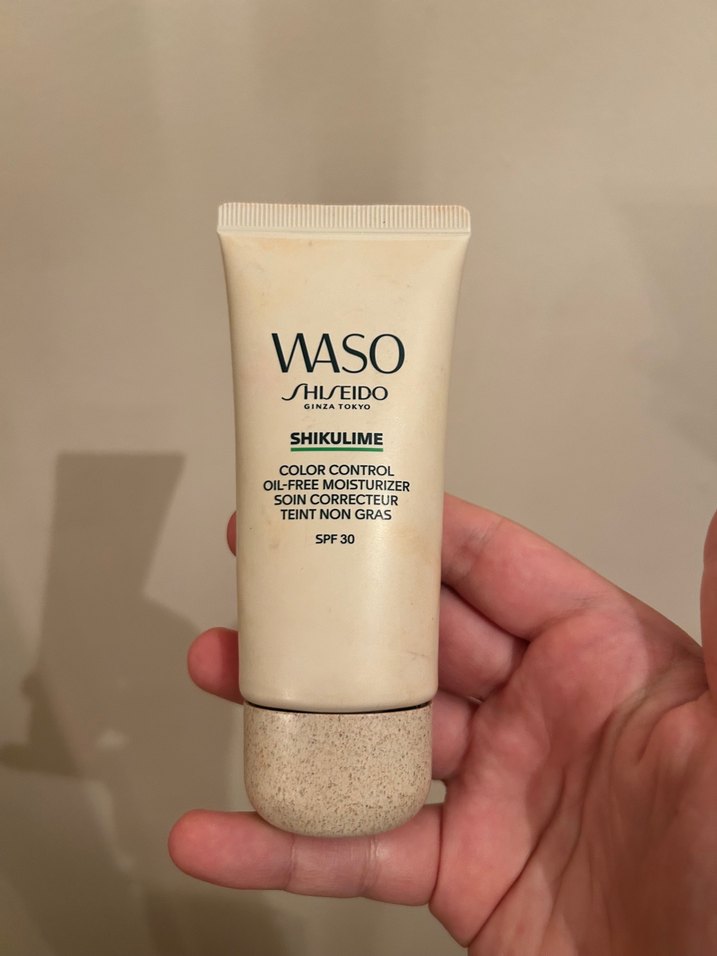 WASO
SHISEIDO
GINZA TOKYO
SHIKULIME
COLOR CONTROL
OIL-FREE MOISTURIZER
SOIN CORRECTEUR
TEINT NON GRAS
SPF 30